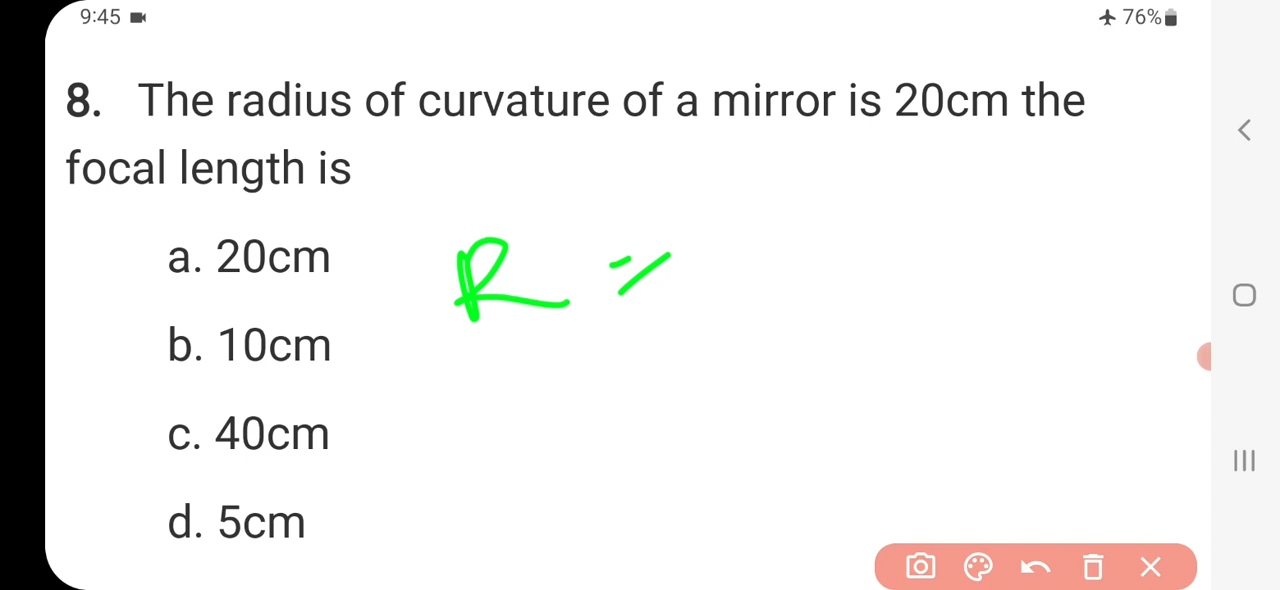 9:45 76%
8. The radius of curvature of a mirror is 20cm the
focal length is
a. 20cm
R =
b. 10cm
c. 40cm
d. 5cm